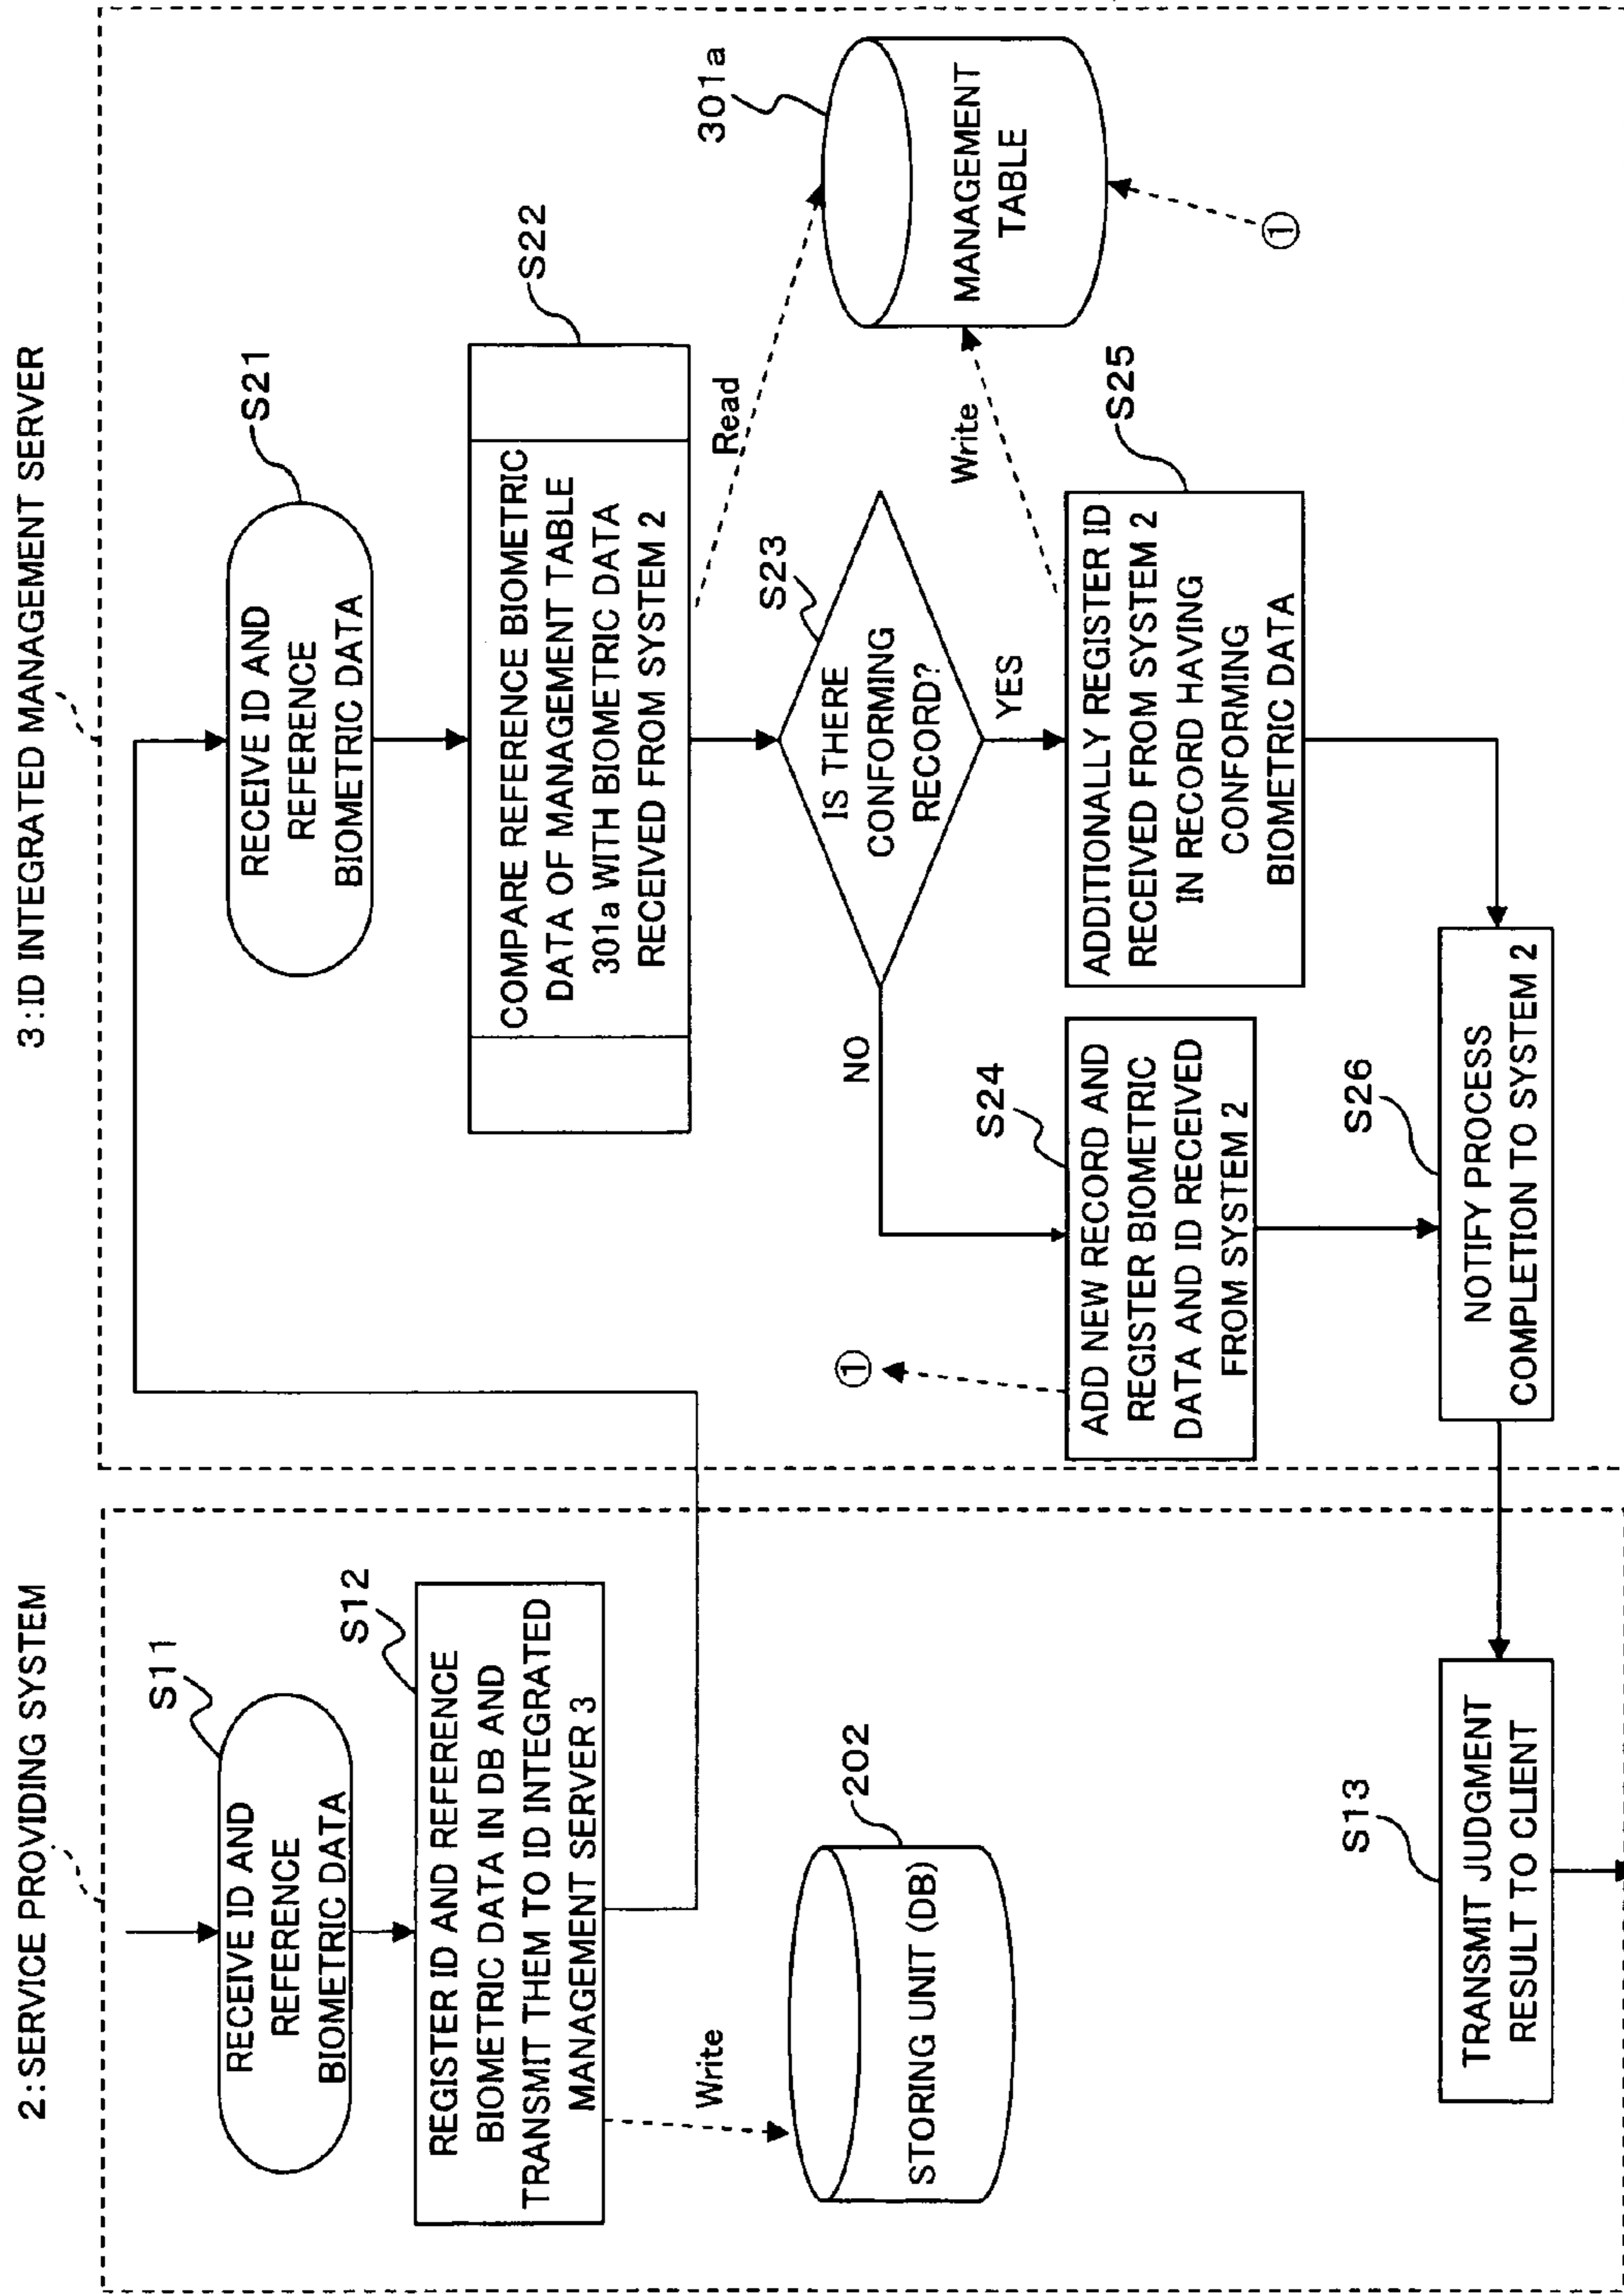 2:SERVICE PROVIDING SYSTEM
S11
RECEIVE ID AND
REFERENCE
BIOMETRIC DATA
S12
REGISTER ID AND REFERENCE
BIOMETRIC DATA IN DB AND
TRANSMIT THEM TO ID INTEGRATED
MANAGEMENT SERVER 3
Write
202
STORING UNIT (DB)
S13
TRANSMIT JUDGMENT
RESULT TO CLIENT
3:ID INTEGRATED MANAGEMENT SERVER
S21
RECEIVE ID AND
REFERENCE
BIOMETRIC DATA
S22
COMPARE REFERENCE BIOMETRIC
DATA OF MANAGEMENT TABLE
301a WITH BIOMETRIC DATA
RECEIVED FROM SYSTEM 2
Read
301a
MANAGEMENT
TABLE
①
S23
IS THERE
CONFORMING
RECORD?
NO
YES
Write
①
S24
ADD NEW RECORD AND
REGISTER BIOMETRIC
DATA AND ID RECEIVED
FROM SYSTEM 2
S25
ADDITIONALLY REGISTER ID
RECEIVED FROM SYSTEM 2
IN RECORD HAVING
CONFORMING
BIOMETRIC DATA
S26
NOTIFY PROCESS
COMPLETION TO SYSTEM 2